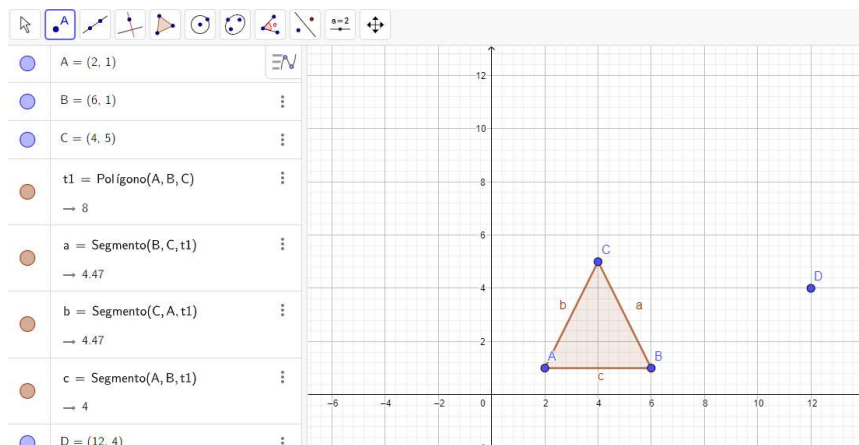 A
a=2
A = (2, 1)
B = (6, 1)
C = (4, 5)
t1 = Polígono(A, B, C)
→ 8
a = Segmento(B, C, t1)
→ 4.47
b = Segmento(C, A, t1)
→ 4.47
c = Segmento(A, B, t1)
→ 4
D = (12, 4)
12
10
8
6
4
2
−6
−4
−2
0
2
4
6
8
10
12
C
D
b
a
A
B
c